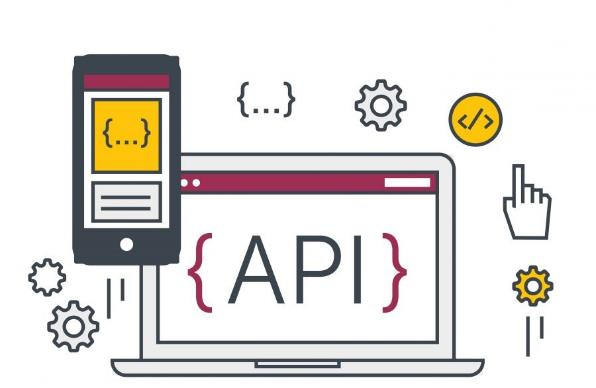 {...}
</>
{...}
{ API }